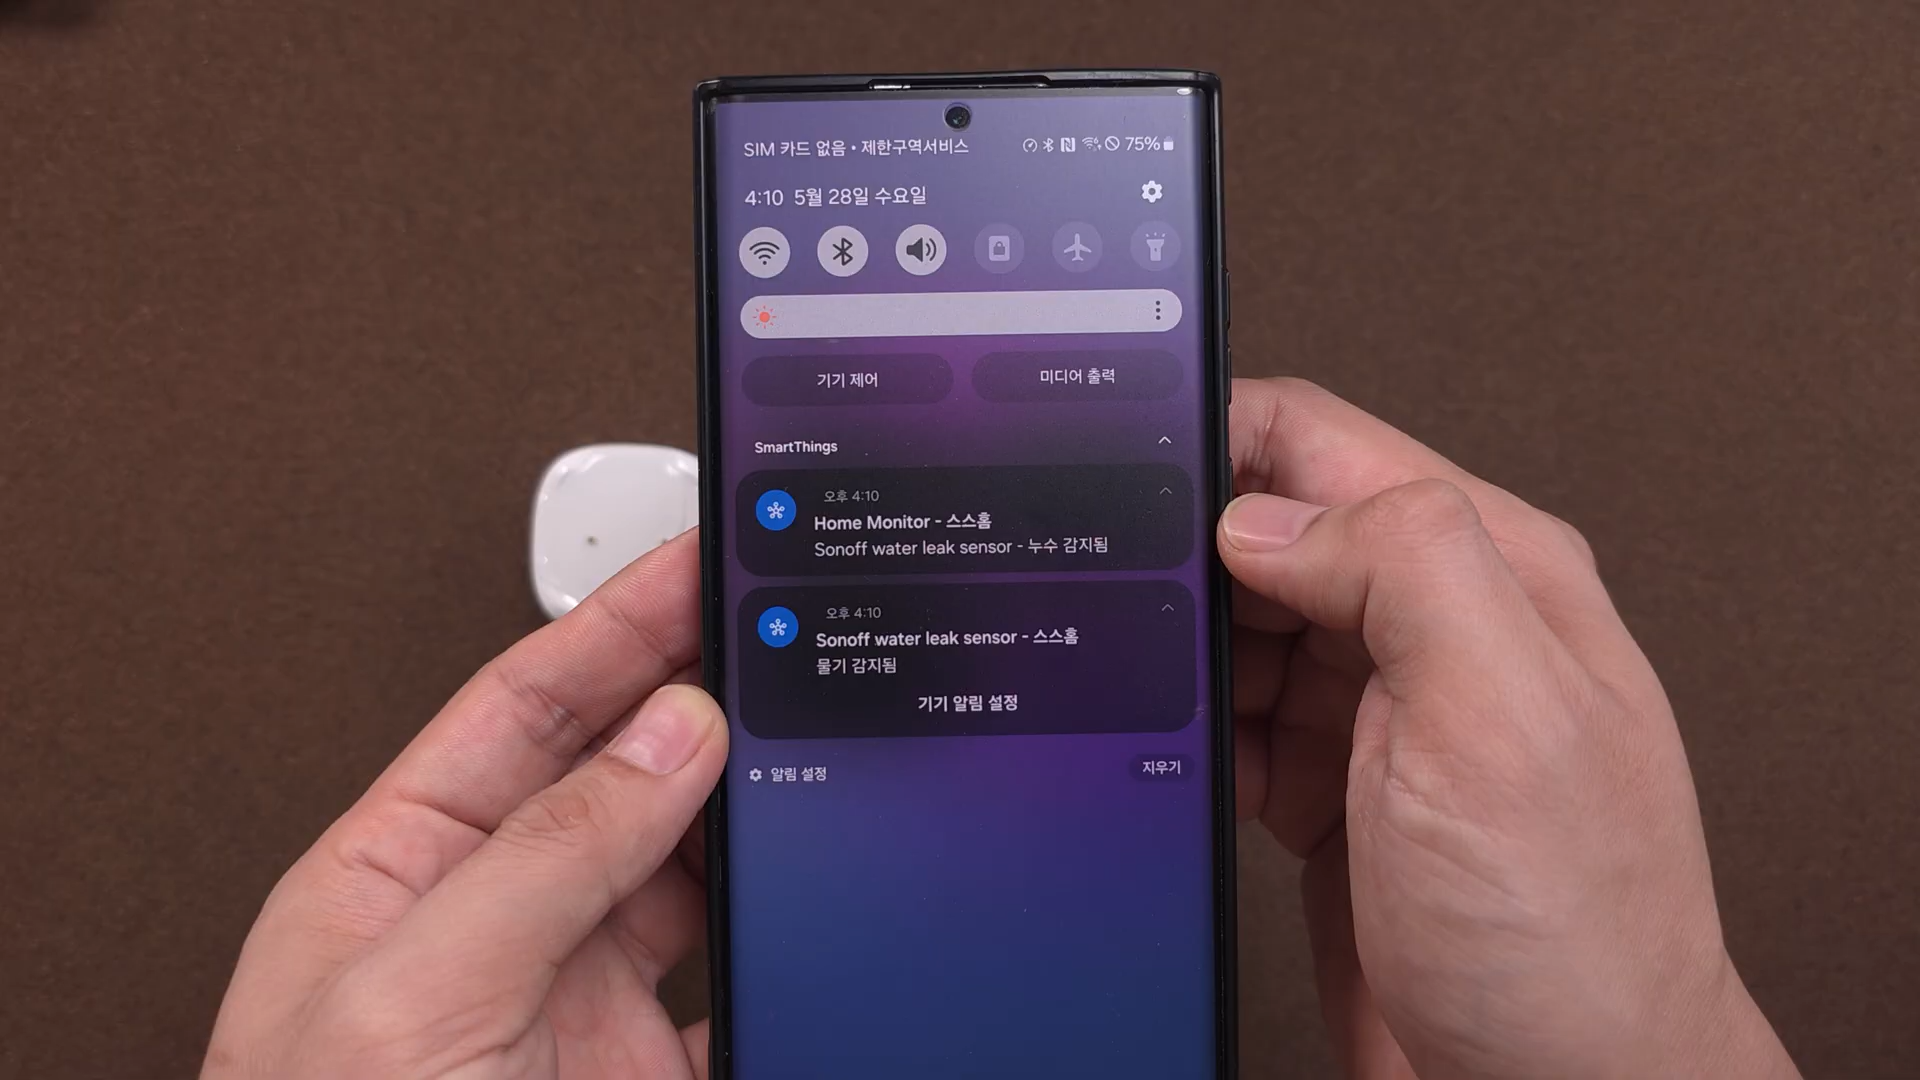 SIM 카드 없음 • 제한구역서비스
75%
4:10 5월 28일 수요일
기기 제어
미디어 출력
SmartThings
오후 4:10
Home Monitor - 스스홈
Sonoff water leak sensor - 누수 감지됨
오후 4:10
Sonoff water leak sensor - 스스홈
물기 감지됨
기기 알림 설정
알림 설정
지우기